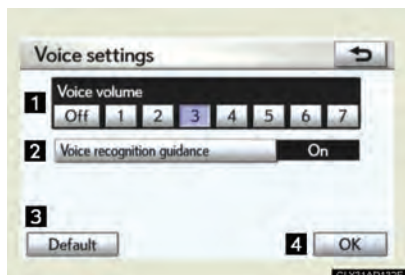 Voice settings
1
Voice volume
Off 1 2 3 4 5 6 7
2 Voice recognition guidance On
3
Default
4 OK